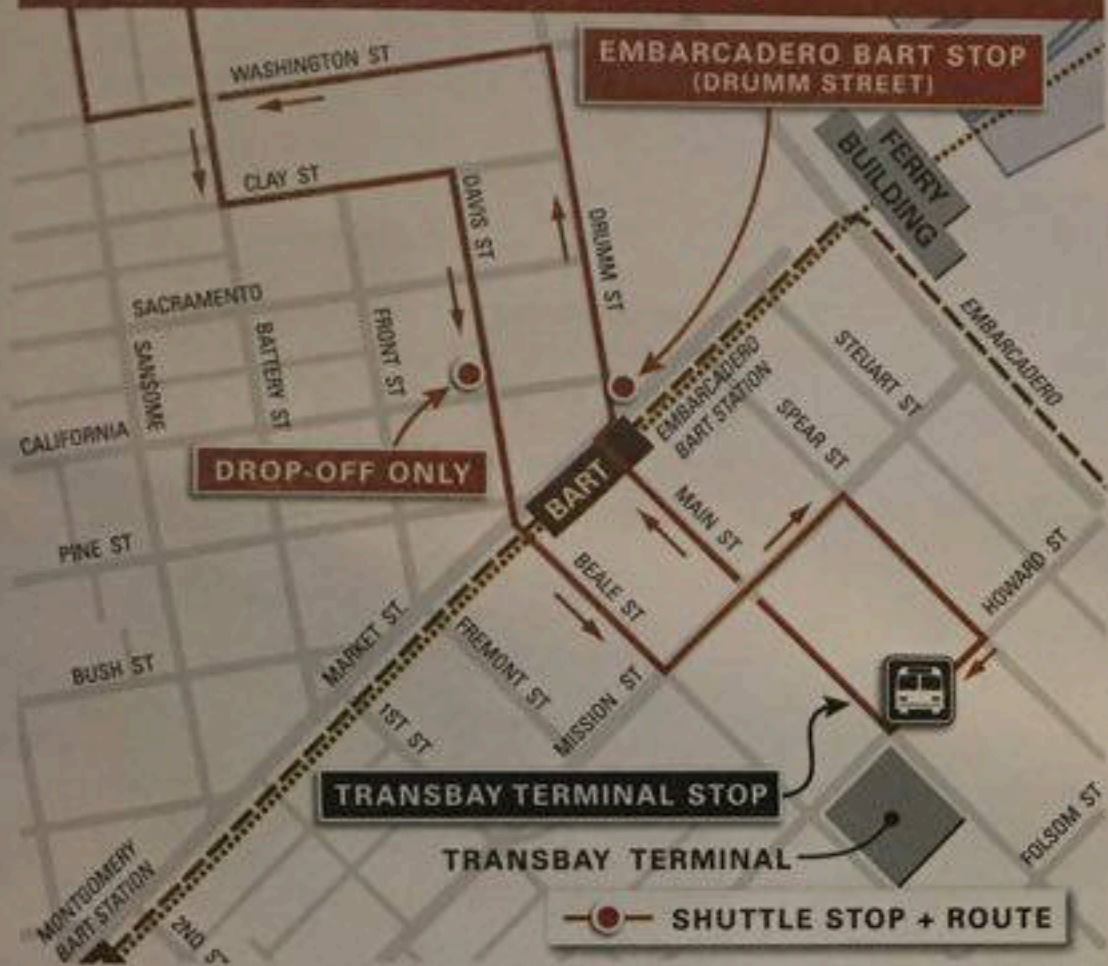 WASHINGTON ST
EMBARCADERO BART STOP
(DRUMM STREET)
FERRY
BUILDING
CLAY ST
DAVIS ST
DRUMM ST
SACRAMENTO
SANSOME
BATTERY ST
FRONT ST
EMBARCADERO
BART STATION
STEUART ST
EMBARCADERO
SPEAR ST
CALIFORNIA
DROP-OFF ONLY
BART
MAIN ST
PINE ST
BEALE ST
HOWARD ST
BUSH ST
MARKET ST.
FREMONT ST
1ST ST
MISSION ST
TRANSBAY TERMINAL STOP
TRANSBAY TERMINAL
FOLSOM ST
MONTGOMERY
BART STATION
2ND ST
SHUTTLE STOP + ROUTE